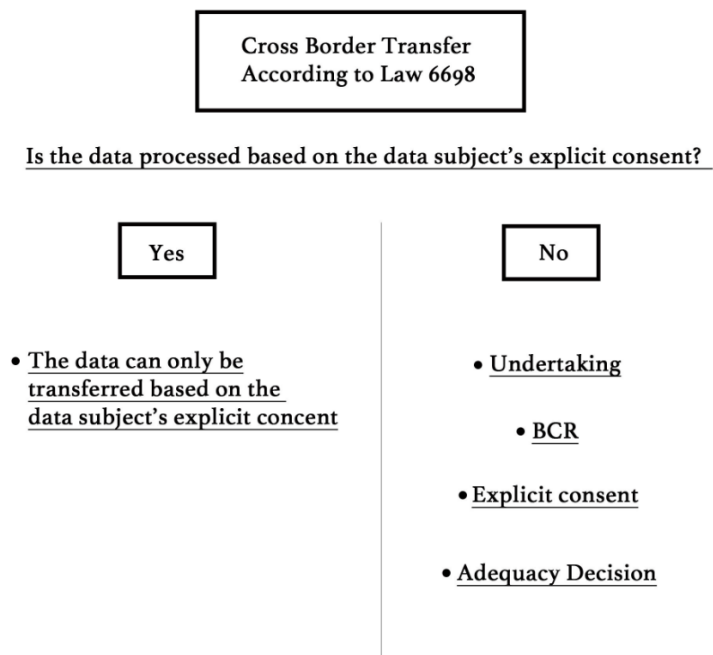 Cross Border Transfer
According to Law 6698
Is the data processed based on the data subject's explicit consent?
Yes
• The data can only be
transferred based on the
data subject's explicit concent
No
• Undertaking
• BCR
• Explicit consent
• Adequacy Decision